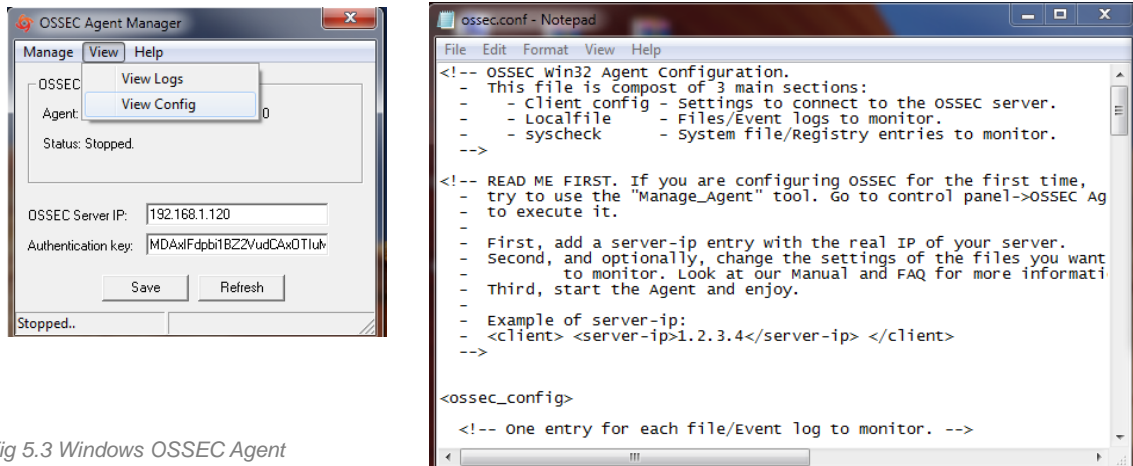 OSSEC Agent Manager
Manage View Help
View Logs
View Config
OSSEC
Agent: 0
Status: Stopped.
OSSEC Server IP: 192.168.1.120
Authentication key:
Save Refresh
Stopped..
ig 5.3 Windows OSSEC Agent
ossec.conf - Notepad
File Edit Format View Help
<!-- OSSEC Win32 Agent Configuration.
- This file is compost of 3 main sections:
- - Client config - Settings to connect to the OSSEC server.
- - Localfile - Files/Event logs to monitor.
- - syscheck - System file/Registry entries to monitor.
-->
<!-- READ ME FIRST. If you are configuring OSSEC for the first time,
- try to use the "Manage_Agent" tool. Go to control panel->OSSEC Ag
- to execute it.
-
- First, add a server-ip entry with the real IP of your server.
- Second, and optionally, change the settings of the files you want
- to monitor. Look at our Manual and FAQ for more informati
- Third, start the Agent and enjoy.
-
- Example of server-ip:
- <client> <server-ip>1.2.3.4</server-ip> </client>
-->
<ossec_config>
<!-- One entry for each file/Event log to monitor. -->